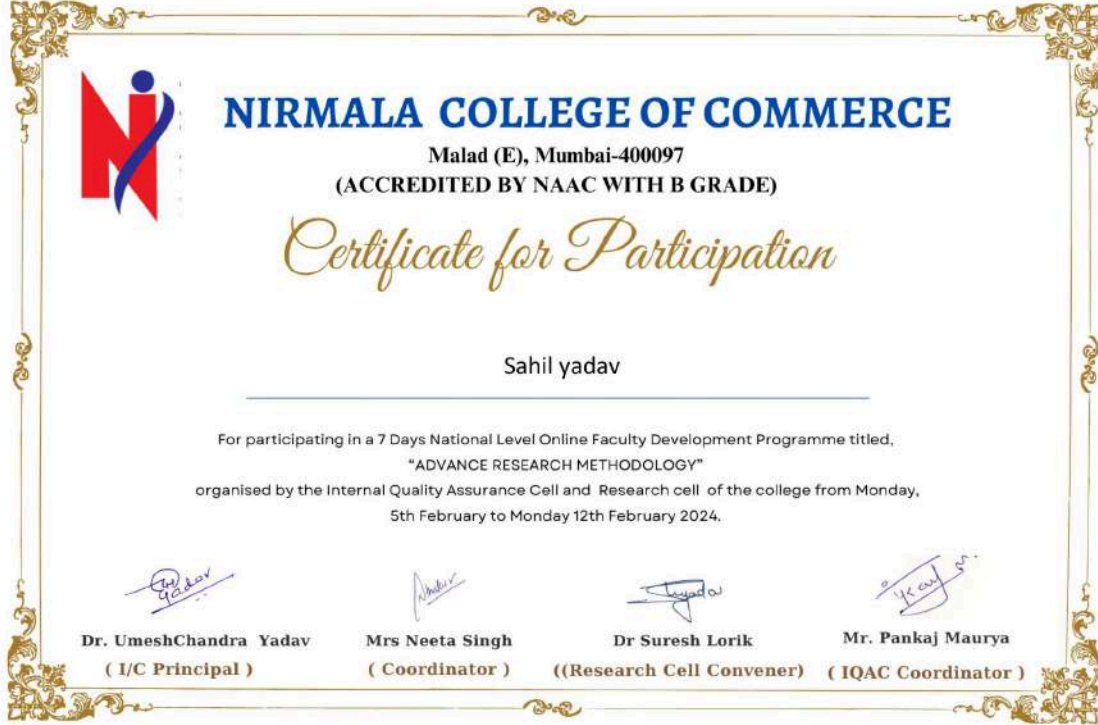 NIRMALA COLLEGE OF COMMERCE
Malad (E), Mumbai-400097
(ACCREDITED BY NAAC WITH B GRADE)
Certificate for Participation
Sahil yadav
For participating in a 7 Days National Level Online Faculty Development Programme titled,
“ADVANCE RESEARCH METHODOLOGY”
organised by the Internal Quality Assurance Cell and Research cell of the college from Monday,
5th February to Monday 12th February 2024.
Dr. UmeshChandra Yadav
Mrs Neeta Singh
Dr Suresh Lorik
Mr. Pankaj Maurya
( I/C Principal )
( Coordinator )
((Research Cell Convener)
( IQAC Coordinator )